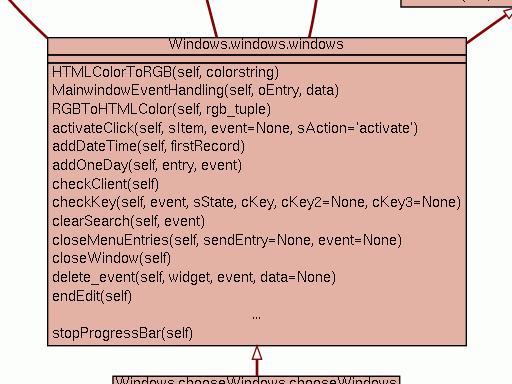 Windows.windows.windows
HTMLColorToRGB(self, colorstring)
MainwindowEventHandling(self, oEntry, data)
RGBToHTMLColor(self, rgb_tuple)
activateClick(self, sItem, event=None, sAction='activate')
addDateTime(self, firstRecord)
addOneDay(self, entry, event)
checkClient(self)
checkKey(self, event, sState, cKey, cKey2=None, cKey3=None)
clearSearch(self, event)
closeMenuEntries(self, sendEntry=None, event=None)
closeWindow(self)
delete_event(self, widget, event, data=None)
endEdit(self)
...
stopProgressBar(self)
Windows.chooseWindows.chooseWindows